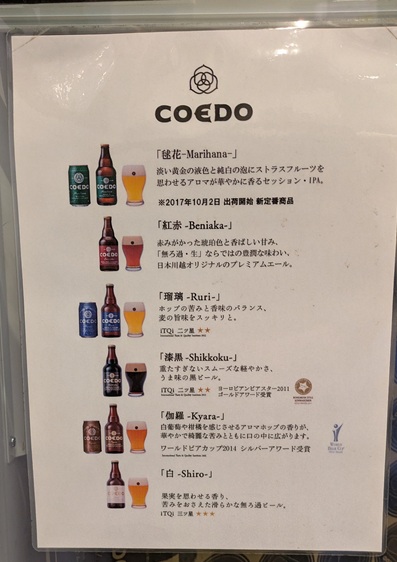 COEDO
「毬花-Marihana-」
淡い黄金の液色と純白の泡にシトラスフルーツを
思わせるアロマが華やかに香るセッション・IPA。
※2017年10月2日 出荷開始 新定番商品
「紅赤 -Beniaka-」
赤みがかった琥珀色と香ばしい甘み、
「無ろ過・生」ならではの豊潤な味わい。
日本川越オリジナルのプレミアムエール。
「瑠璃 -Ruri-」
ホップの苦みと香味のバランス、
麦の旨味をスッキリと。
iTQi 二ツ星 ★★
「漆黒 -Shikkoku-」
重たすぎないスムーズな軽やかさ、
うま味の黒ビール。
iTQi 二ツ星 ★★ ヨーロピアンビアスター2011
ゴールドアワード受賞
「伽羅 -Kyara-」
白葡萄や柑橘を感じさせるアロマホップの香りが、
華やかで綺麗な苦みとともに口の中に広がります。
ワールドビアカップ2014 シルバーアワード受賞
「白 -Shiro-」
果実を思わせる香り、
苦みをおさえた滑らかな無ろ過ビール。
iTQi 三ツ星 ★★★